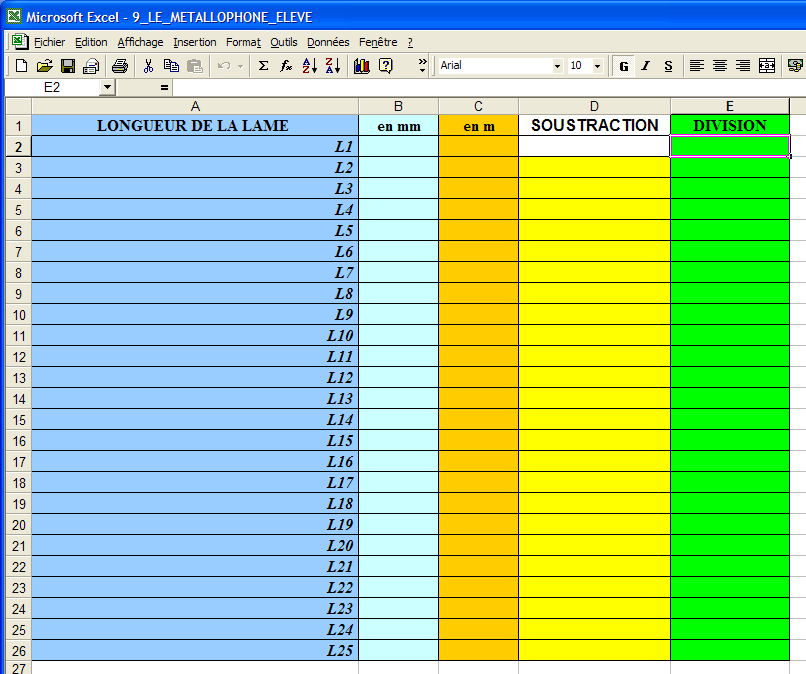 Microsoft Excel - 9_LE_METALLOPHONE_ELEVE
Fichier Edition Affichage Insertion Format Outils Données Fenêtre ?
Σ fx A Z Z A ? » Arial 10 G I S
E2 =
A B C D E
1 LONGUEUR DE LA LAME en mm en m SOUSTRACTION DIVISION
2 L1
3 L2
4 L3
5 L4
6 L5
7 L6
8 L7
9 L8
10 L9
11 L10
12 L11
13 L12
14 L13
15 L14
16 L15
17 L16
18 L17
19 L18
20 L19
21 L20
22 L21
23 L22
24 L23
25 L24
26 L25
27